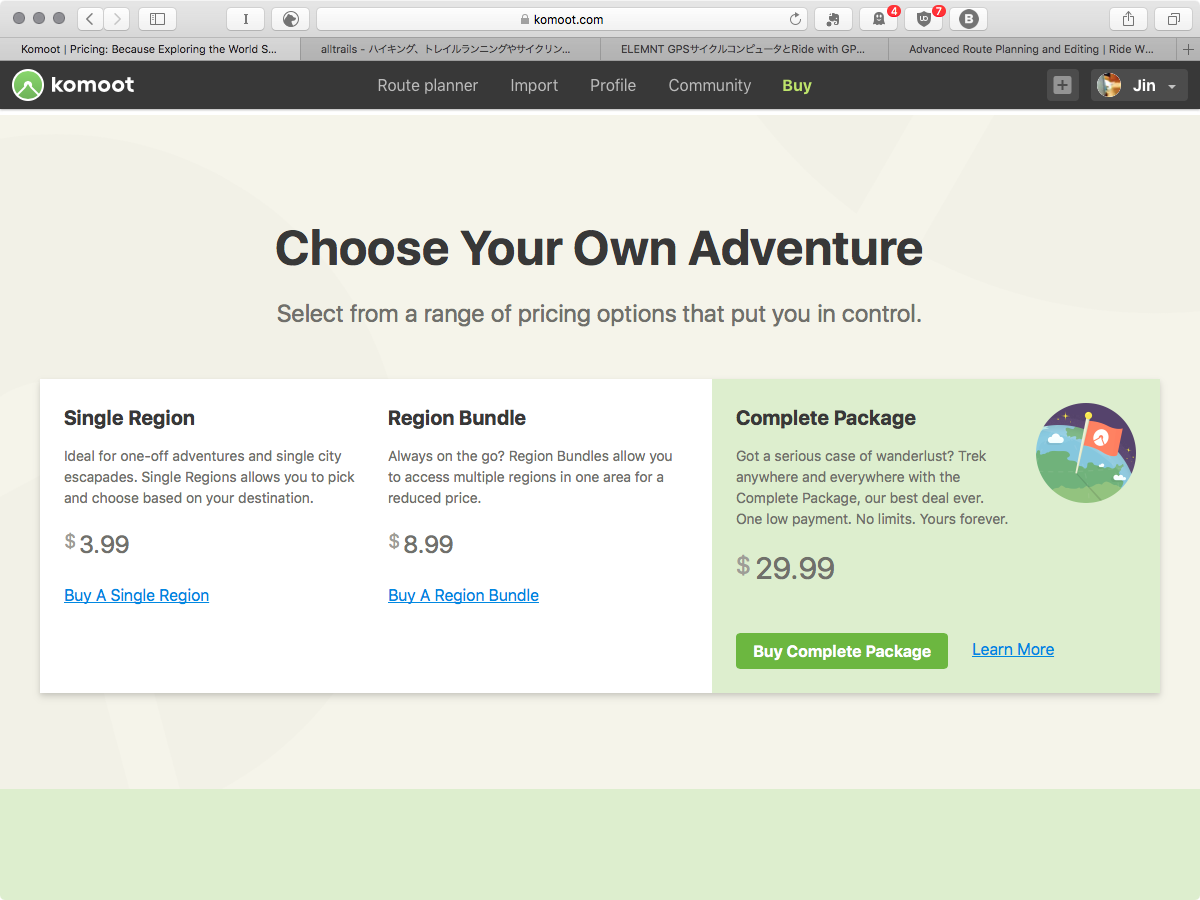 komoot.com
4
7
B
Komoot | Pricing: Because Exploring the World S...
alltrails - ハイキング、トレイルランニングやサイクリン...
ELEMNT GPSサイクルコンピュータとRide with GP...
Advanced Route Planning and Editing | Ride W...
komoot
Route planner
Import
Profile
Community
Buy
Jin
Choose Your Own Adventure
Select from a range of pricing options that put you in control.
Single Region
Ideal for one-off adventures and single city
escapades. Single Regions allows you to pick
and choose based on your destination.
$3.99
Buy A Single Region
Region Bundle
Always on the go? Region Bundles allow you
to access multiple regions in one area for a
reduced price.
$8.99
Buy A Region Bundle
Complete Package
Got a serious case of wanderlust? Trek
anywhere and everywhere with the
Complete Package, our best deal ever.
One low payment. No limits. Yours forever.
$29.99
Buy Complete Package
Learn More